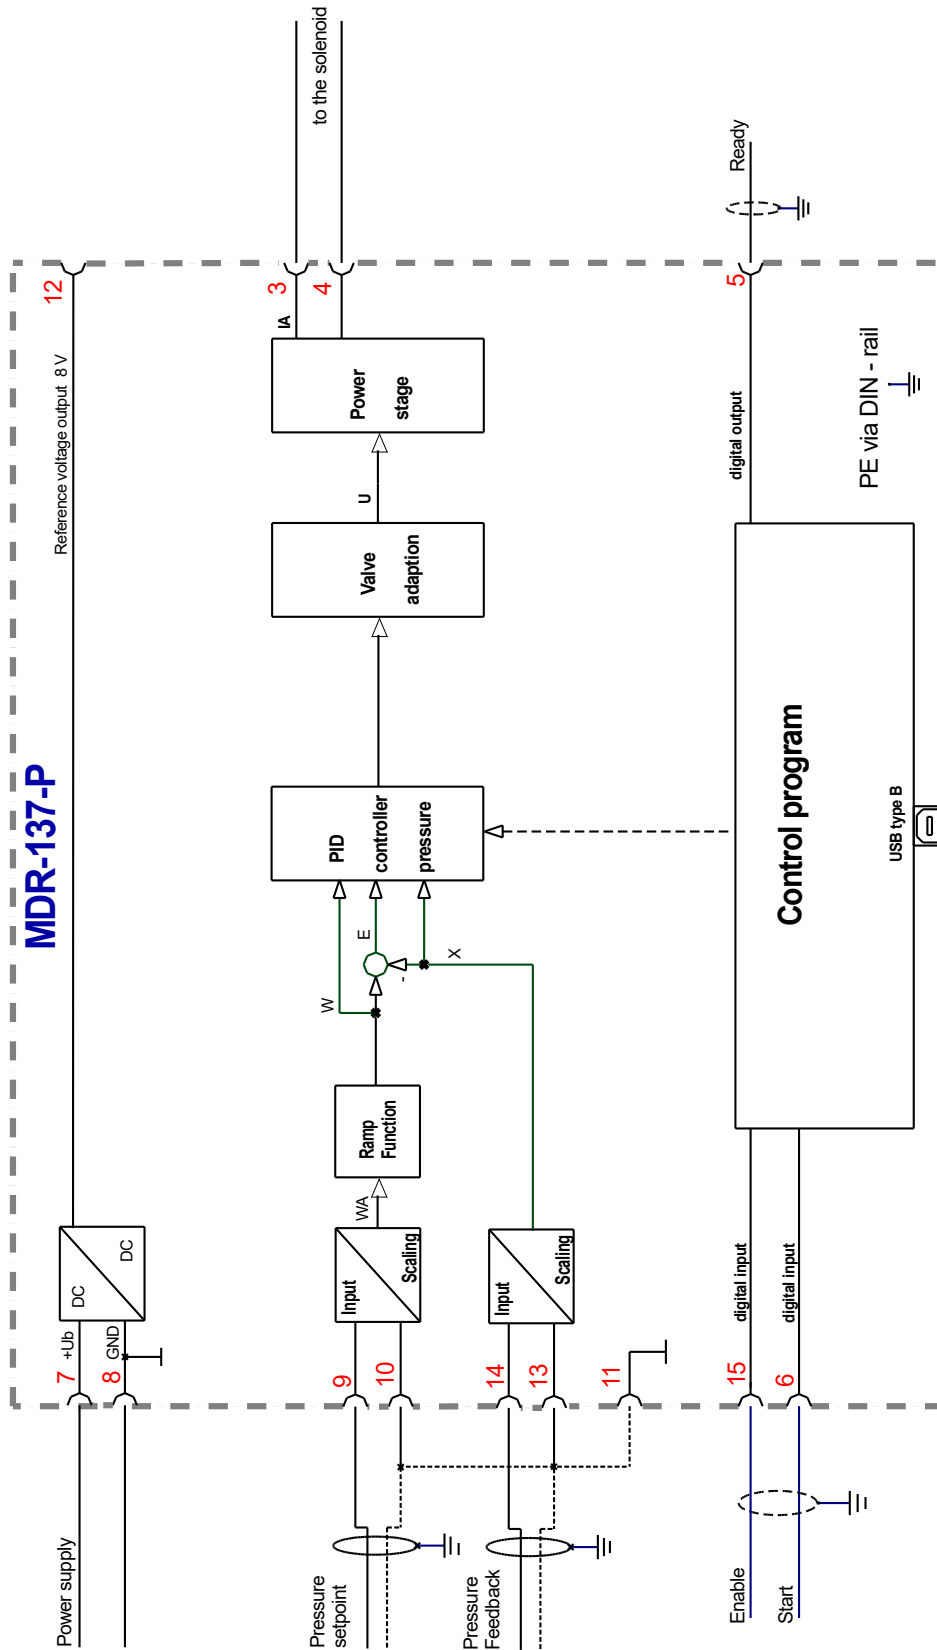 MDR-137-P
Power supply
7
+Ub
8
GND
DC
DC
Reference voltage output 8 V
12
Pressure
setpoint
9
10
Input
Scaling
WA
Ramp
Function
W
E
-
X
PID
controller
pressure
Valve
adaption
U
Power
stage
IA
3
4
to the solenoid
Pressure
Feedback
14
13
Input
Scaling
11
Enable
Start
15
6
digital input
digital input
Control program
USB type B
digital output
5
Ready
PE via DIN - rail